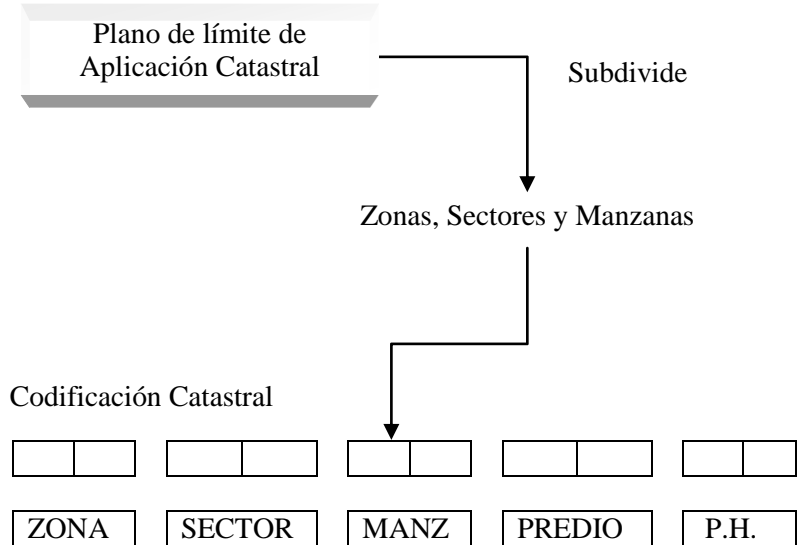 Plano de límite de
Aplicación Catastral
Subdivide
Zonas, Sectores y Manzanas
Codificación Catastral
ZONA
SECTOR
MANZ
PREDIO
P.H.